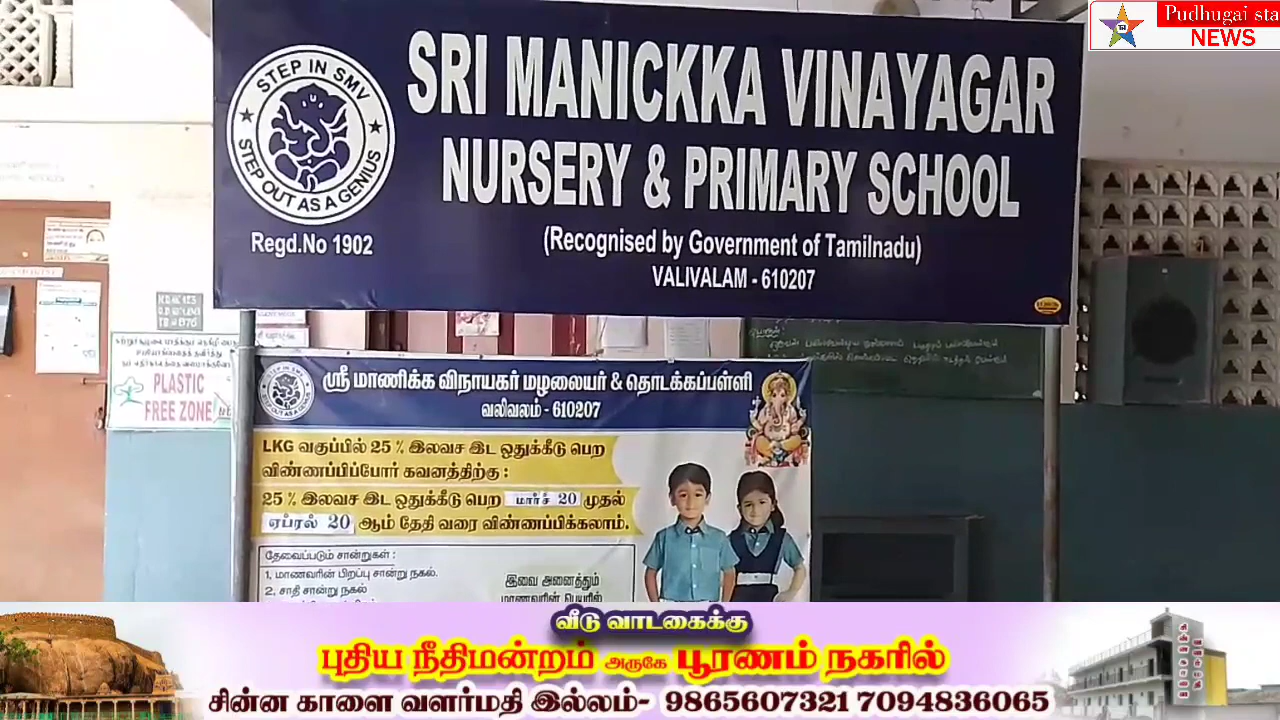 Pudhugai sta
NEWS
STEP IN SMV
STEP OUT AS A GENIUS
Regd.No 1902
SRI MANICKKA VINAYAGAR
NURSERY & PRIMARY SCHOOL
(Recognised by Government of Tamilnadu)
VALIVALAM - 610207
PLASTIC
FREE ZONE
ஸ்ரீ மாணிக்க விநாயகர் மழலையர் & தொடக்கப்பள்ளி
வலிவலம் - 610207
LKG வகுப்பில் 25 % இலவச இட ஒதுக்கீடு பெற
விண்ணப்பிப்போர் கவனத்திற்கு :
25 % இலவச இட ஒதுக்கீடு பெற மார்ச் 20 முதல்
ஏப்ரல் 20 ஆம் தேதி வரை விண்ணப்பிக்கலாம்.
தேவைப்படும் சான்றுகள் :
1, மாணவரின் பிறப்பு சான்று நகல்.
2, சாதி சான்று நகல்
இவை அனைத்தும்
மாணவரின் பெயரில்
வீடு வாடகைக்கு
புதிய நீதிமன்றம் அருகே பூரணம் நகரில்
சின்ன காளை வளர்மதி இல்லம்- 9865607321 7094836065